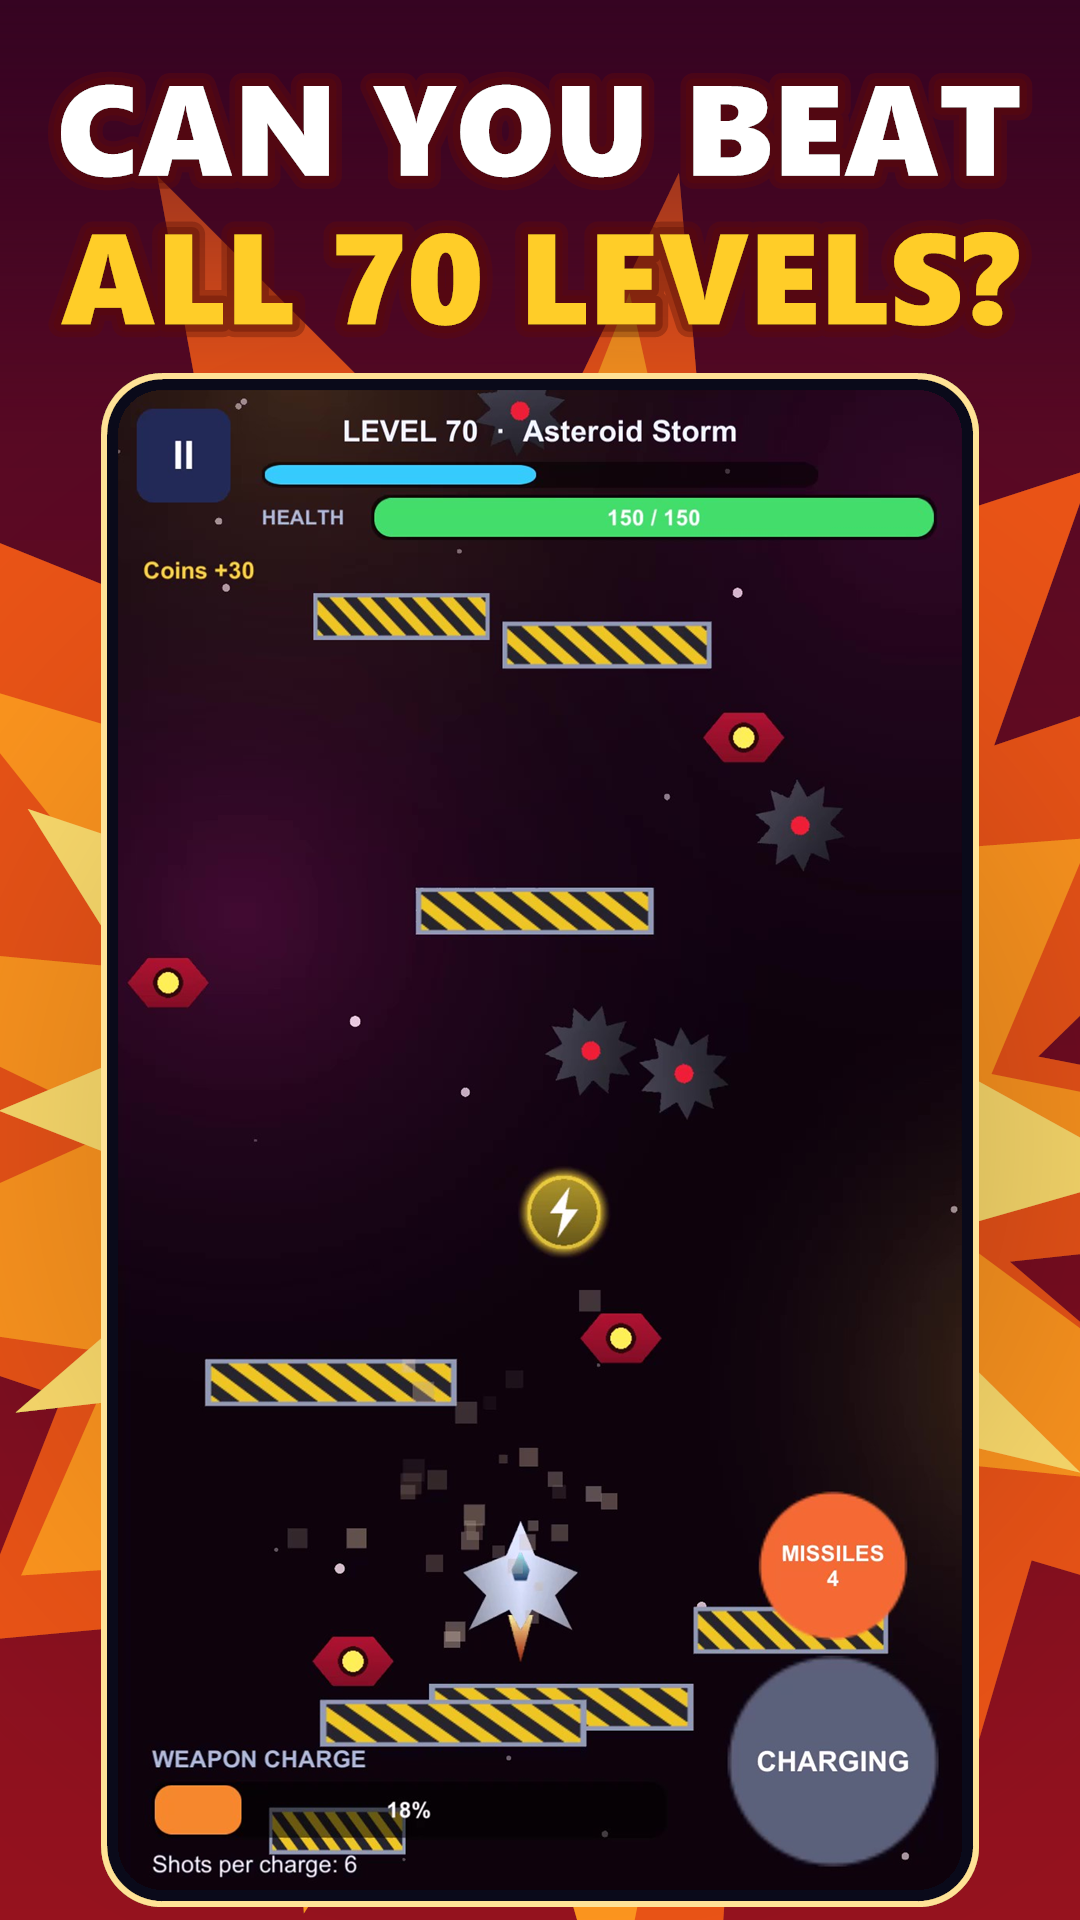 CAN YOU BEAT
ALL 70 LEVELS?
LEVEL 70 · Asteroid Storm
HEALTH
150 / 150
Coins +30
MISSILES
4
WEAPON CHARGE
CHARGING
18%
Shots per charge: 6